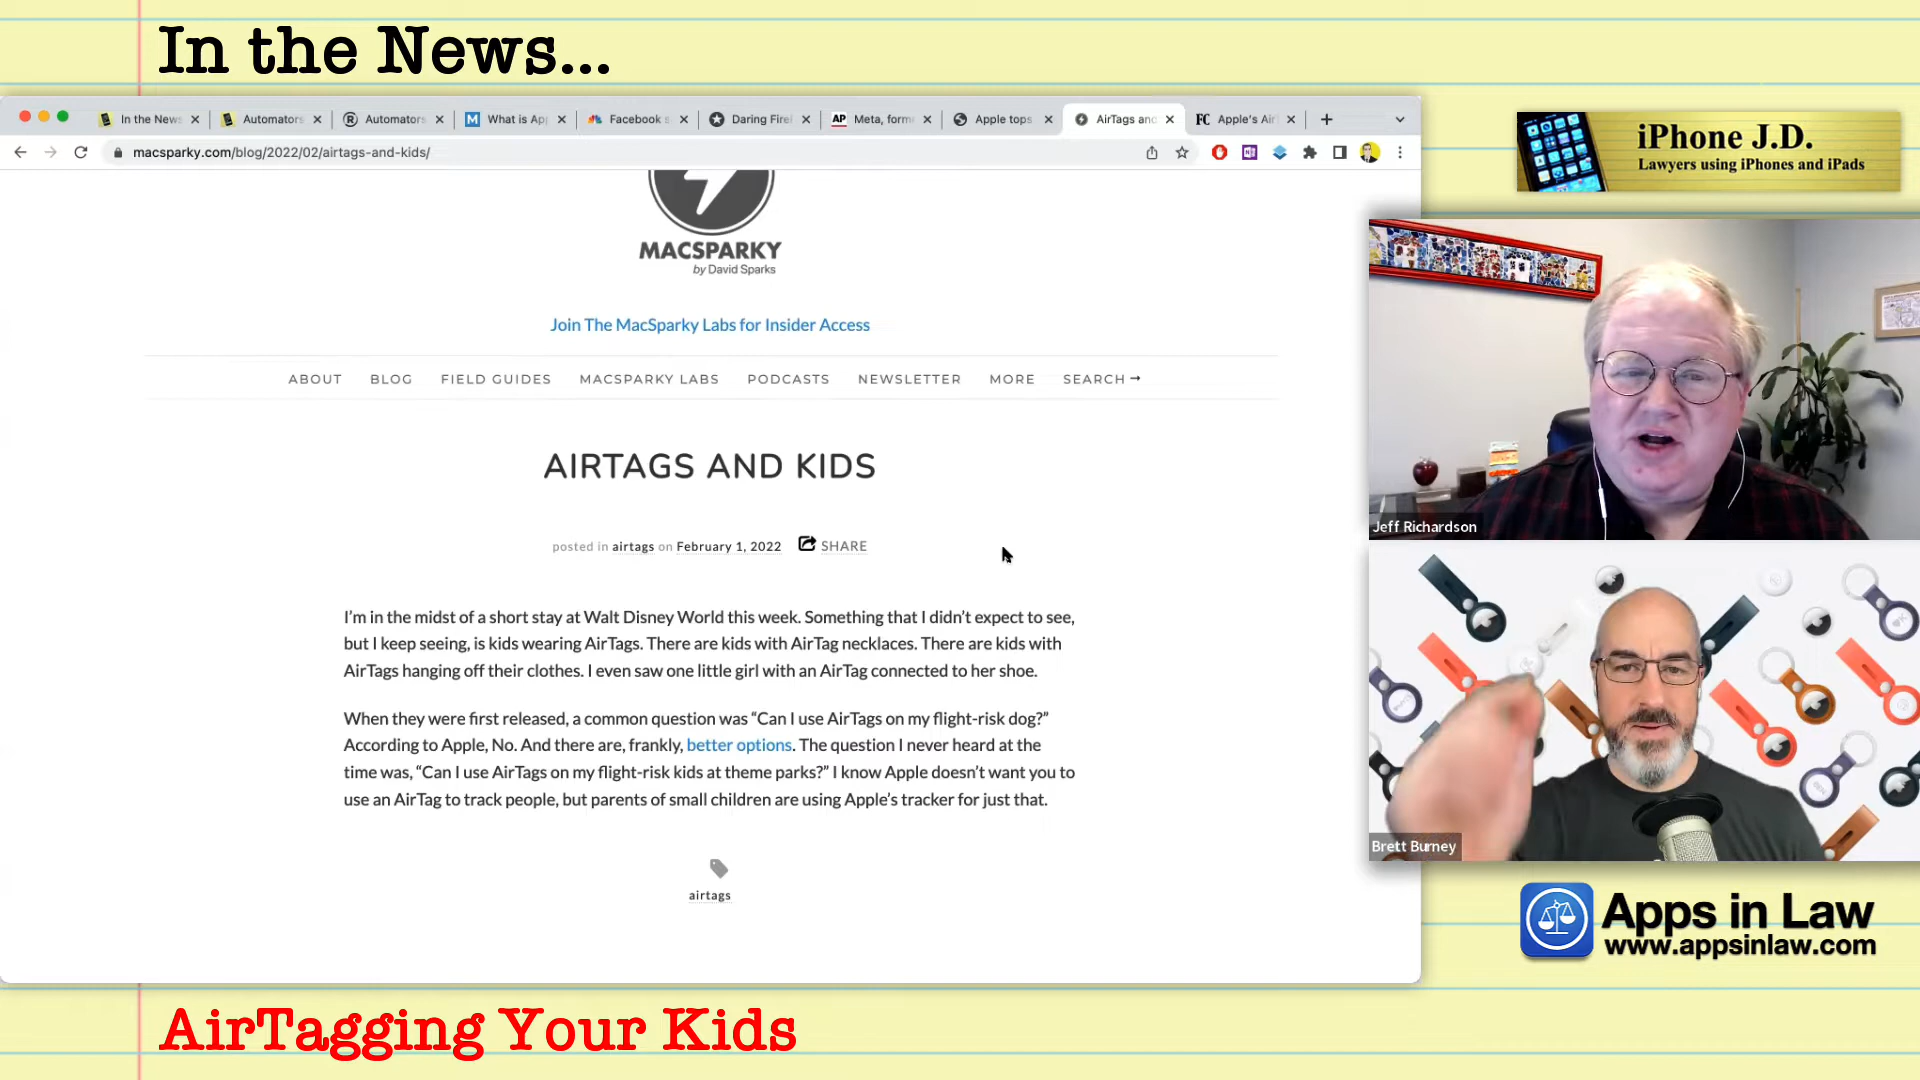 In the News...
In the News
Automators
Automators
What is App
Facebook s
Daring Firel
AP Meta, form
Apple tops
AirTags and
FC Apple's Air
macsparky.com/blog/2022/02/airtags-and-kids/
iPhone J.D.
Lawyers using iPhones and iPads
MACSPARKY
by David Sparks
Join The MacSparky Labs for Insider Access
ABOUT BLOG FIELD GUIDES MACSPARKY LABS PODCASTS NEWSLETTER MORE SEARCH
AIRTAGS AND KIDS
posted in airtags on February 1, 2022 SHARE
I’m in the midst of a short stay at Walt Disney World this week. Something that I didn’t expect to see,
but I keep seeing, is kids wearing AirTags. There are kids with AirTag necklaces. There are kids with
AirTags hanging off their clothes. I even saw one little girl with an AirTag connected to her shoe.
When they were first released, a common question was “Can I use AirTags on my flight-risk dog?”
According to Apple, No. And there are, frankly, better options. The question I never heard at the
time was, “Can I use AirTags on my flight-risk kids at theme parks?” I know Apple doesn’t want you to
use an AirTag to track people, but parents of small children are using Apple’s tracker for just that.
airtags
Jeff Richardson
Brett Burney
Apps in Law
www.appsinlaw.com
AirTagging Your Kids